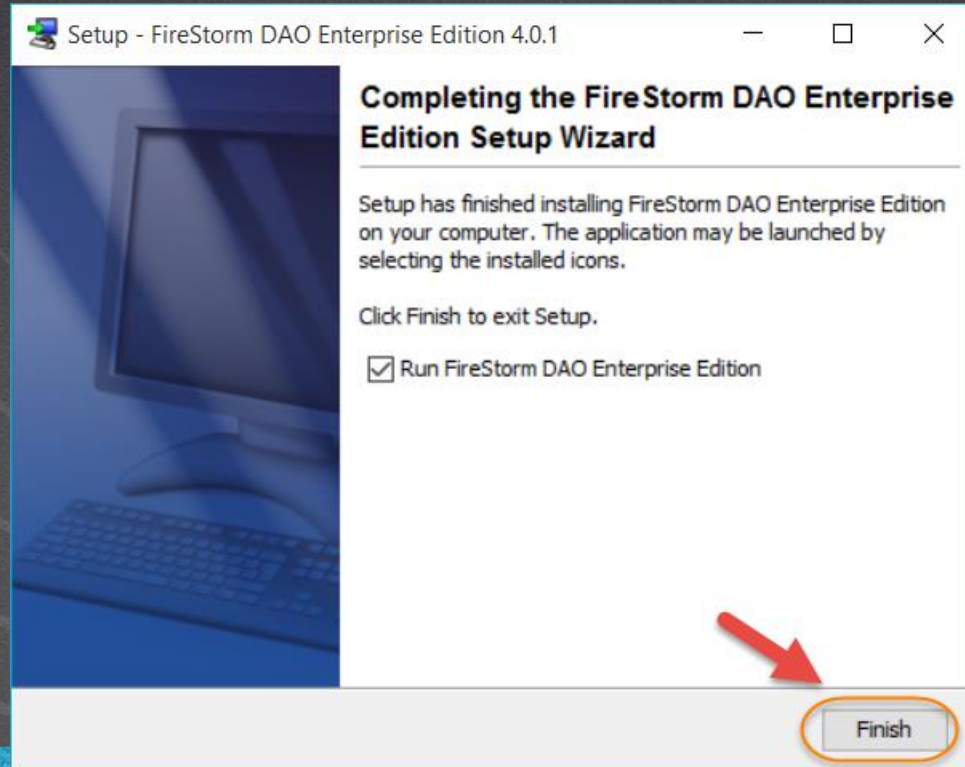 Setup - FireStorm DAO Enterprise Edition 4.0.1
Completing the FireStorm DAO Enterprise
Edition Setup Wizard
Setup has finished installing FireStorm DAO Enterprise Edition
on your computer. The application may be launched by
selecting the installed icons.
Click Finish to exit Setup.
Run FireStorm DAO Enterprise Edition
Finish